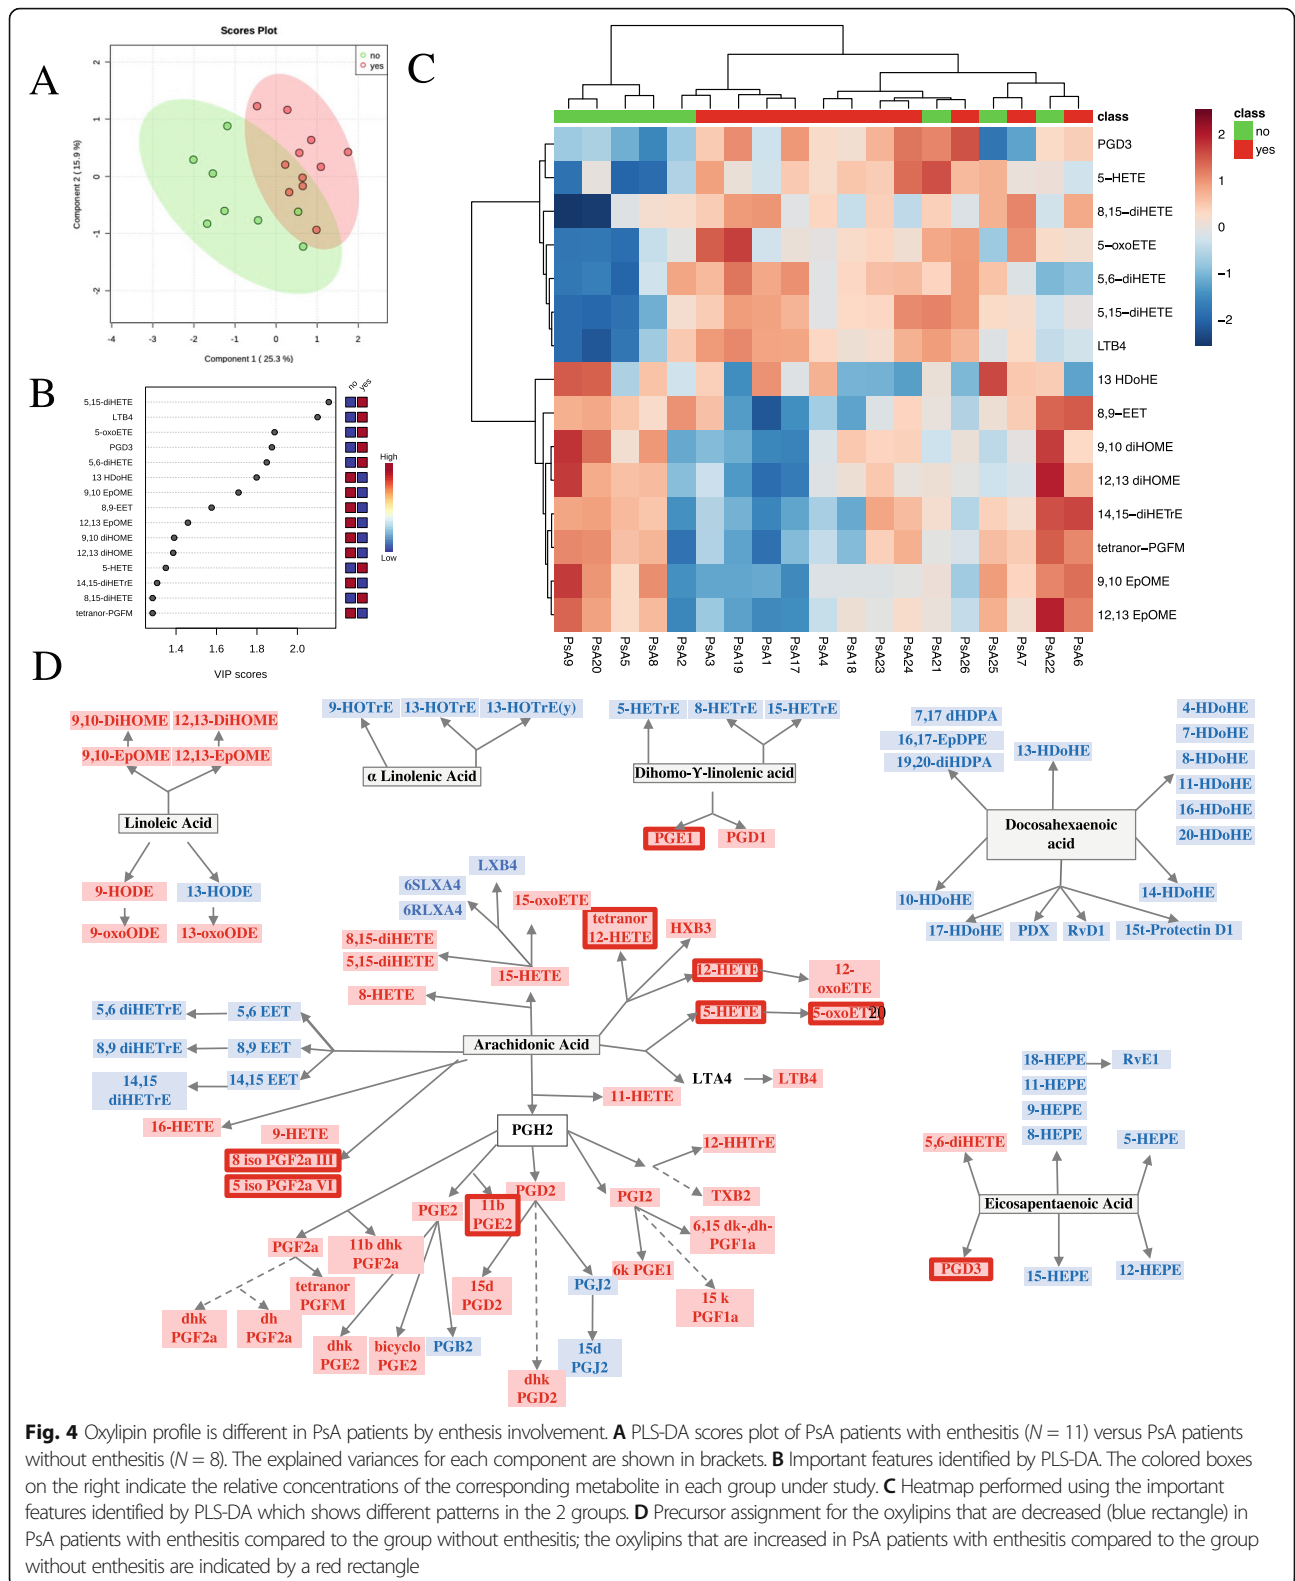 A
Scores Plot
no
yes
2
1
0
-1
-2
Component 2 ( 15.9 %)
-4
-3
-2
-1
0
1
2
Component 1 ( 25.3 %)
B
no
yes
5,15-diHETE
LTB4
5-oxoETE
PGD3
5,6-diHETE
13 HDoHE
9,10 EpOME
8,9-EET
12,13 EpOME
9,10 diHOME
12,13 diHOME
5-HETE
14,15-diHETrE
8,15-diHETE
tetranor-PGFM
High
Low
1.4
1.6
1.8
2.0
VIP scores
C
class
PGD3
5-HETE
8,15-diHETE
5-oxoETE
5,6-diHETE
5,15-diHETE
LTB4
13 HDoHE
8,9-EET
9,10 diHOME
12,13 diHOME
14,15-diHETrE
tetranor-PGFM
9,10 EpOME
12,13 EpOME
PsA9
PsA20
PsA5
PsA8
PsA2
PsA3
PsA19
PsA1
PsA17
PsA4
PsA18
PsA23
PsA24
PsA21
PsA26
PsA25
PsA7
PsA22
PsA6
2
1
0
-1
-2
class
no
yes
D
9,10-DiHOME
12,13-DiHOME
9,10-EpOME
12,13-EpOME
Linoleic Acid
9-HODE
13-HODE
9-oxoODE
13-oxoODE
9-HOTrE
13-HOTrE
13-HOTrE(y)
α Linolenic Acid
5-HETrE
8-HETrE
15-HETrE
Dihomo-Y-linolenic acid
PGE1
PGD1
7,17 dHDPA
16,17-EpDPE
19,20-diHDPA
13-HDoHE
4-HDoHE
7-HDoHE
8-HDoHE
11-HDoHE
16-HDoHE
20-HDoHE
Docosahexaenoic
acid
10-HDoHE
14-HDoHE
17-HDoHE
PDX
RvD1
15t-Protectin D1
LXB4
6SLXA4
6RLXA4
15-oxoETE
8,15-diHETE
5,15-diHETE
15-HETE
8-HETE
tetranor
12-HETE
HXB3
12-HETE
12-
oxoETE
5-HETE
5-oxoETE
20
5,6 diHETrE
5,6 EET
8,9 diHETrE
8,9 EET
14,15
diHETrE
14,15 EET
Arachidonic Acid
LTA4
LTB4
11-HETE
16-HETE
9-HETE
8 iso PGF2a III
5 iso PGF2a VI
PGH2
12-HHTrE
TXB2
PGE2
11b
PGE2
PGD2
PGI2
6,15 dk-,dh-
PGF1a
6k PGE1
15 k
PGF1a
PGF2a
11b dhk
PGF2a
tetranor
PGFM
dhk
PGF2a
dh
PGF2a
dhk
PGE2
bicyclo
PGE2
PGB2
15d
PGD2
PGJ2
15d
PGJ2
dhk
PGD2
18-HEPE
RvE1
11-HEPE
9-HEPE
8-HEPE
5-HEPE
5,6-diHETE
Eicosapentaenoic Acid
PGD3
15-HEPE
12-HEPE
Fig. 4 Oxylipin profile is different in PsA patients by enthesis involvement. A PLS-DA scores plot of PsA patients with enthesitis (N = 11) versus PsA patients
without enthesitis (N = 8). The explained variances for each component are shown in brackets. B Important features identified by PLS-DA. The colored boxes
on the right indicate the relative concentrations of the corresponding metabolite in each group under study. C Heatmap performed using the important
features identified by PLS-DA which shows different patterns in the 2 groups. D Precursor assignment for the oxylipins that are decreased (blue rectangle) in
PsA patients with enthesitis compared to the group without enthesitis; the oxylipins that are increased in PsA patients with enthesitis compared to the group
without enthesitis are indicated by a red rectangle